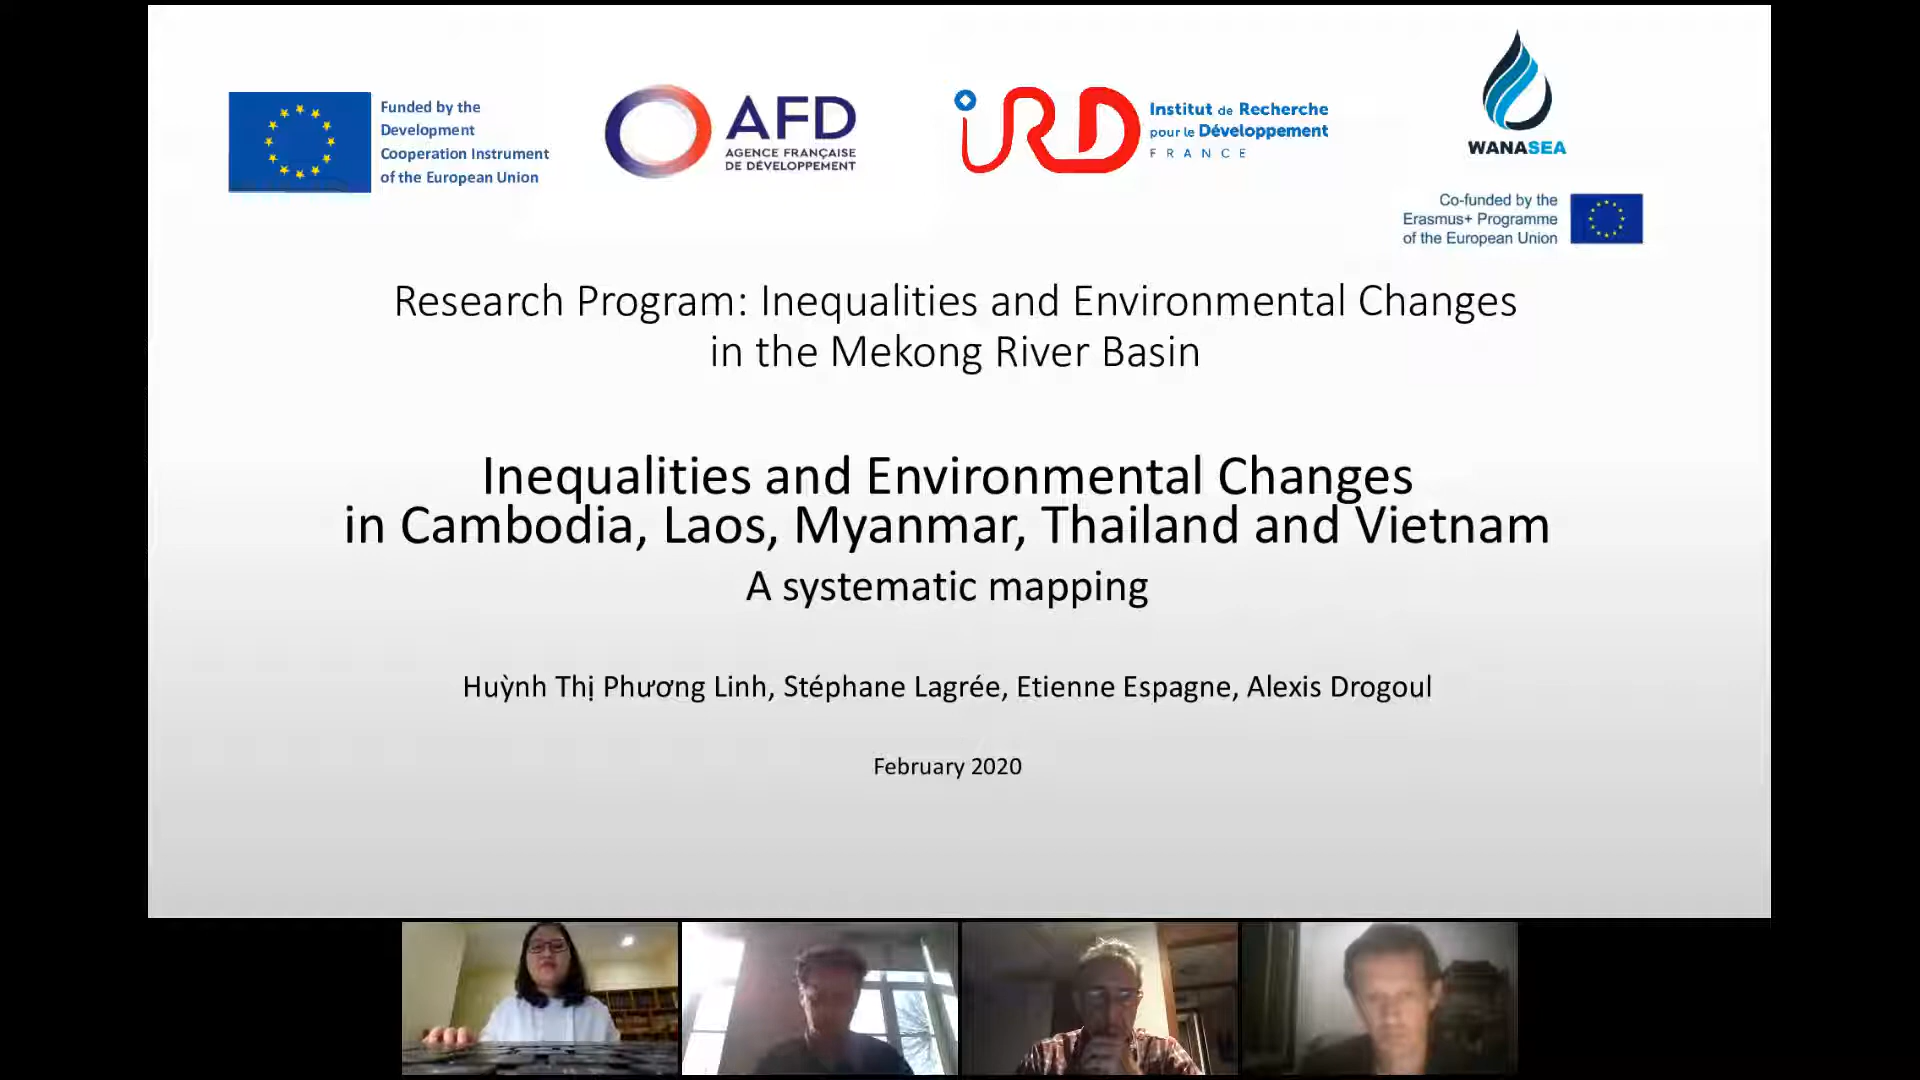 Funded by the
Development
Cooperation Instrument
of the European Union
AFD
AGENCE FRANÇAISE
DE DÉVELOPPEMENT
iRD
Institut de Recherche
pour le Développement
FRANCE
WANASEA
Co-funded by the
Erasmus+ Programme
of the European Union
Research Program: Inequalities and Environmental Changes
in the Mekong River Basin
Inequalities and Environmental Changes
in Cambodia, Laos, Myanmar, Thailand and Vietnam
A systematic mapping
Huỳnh Thị Phương Linh, Stéphane Lagrée, Etienne Espagne, Alexis Drogoul
February 2020